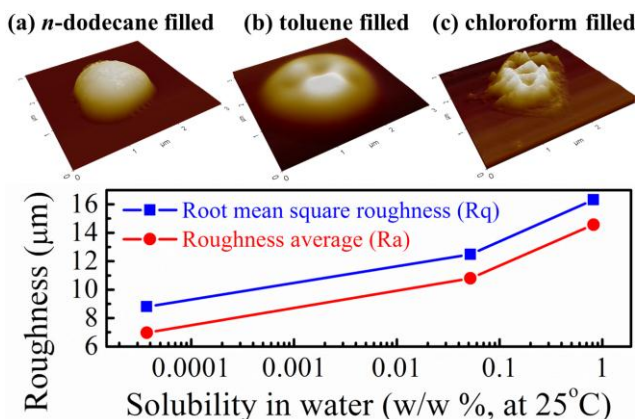 (a) n-dodecane filled (b) toluene filled (c) chloroform filled
Roughness (μm)
16
14
12
10
8
6
Root mean square roughness (Rq)
Roughness average (Ra)
0.0001 0.001 0.01 0.1 1
Solubility in water (w/w %, at 25°C)